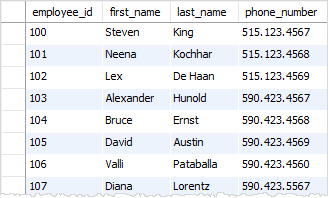 employee_id first_name last_name phone_number
100 Steven King 515.123.4567
101 Neena Kochhar 515.123.4568
102 Lex De Haan 515.123.4569
103 Alexander Hunold 590.423.4567
104 Bruce Ernst 590.423.4568
105 David Austin 590.423.4569
106 Valli Pataballa 590.423.4560
107 Diana Lorentz 590.423.5567